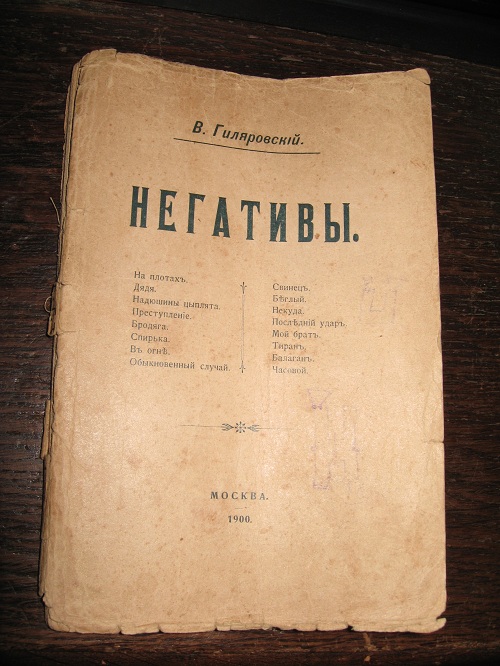 В. Гиляровскій.
НЕГАТИВЫ.
На плотахъ.
Дядя.
Надюшины цыплята.
Преступленіе.
Бродяга.
Спирька.
Въ огнѣ.
Обыкновенный случай.
Свинецъ.
Бѣглый.
Некуда.
Послѣдній ударъ.
Мой братъ.
Тиранъ.
Балаганъ.
Часовой.
МОСКВА.
1900.